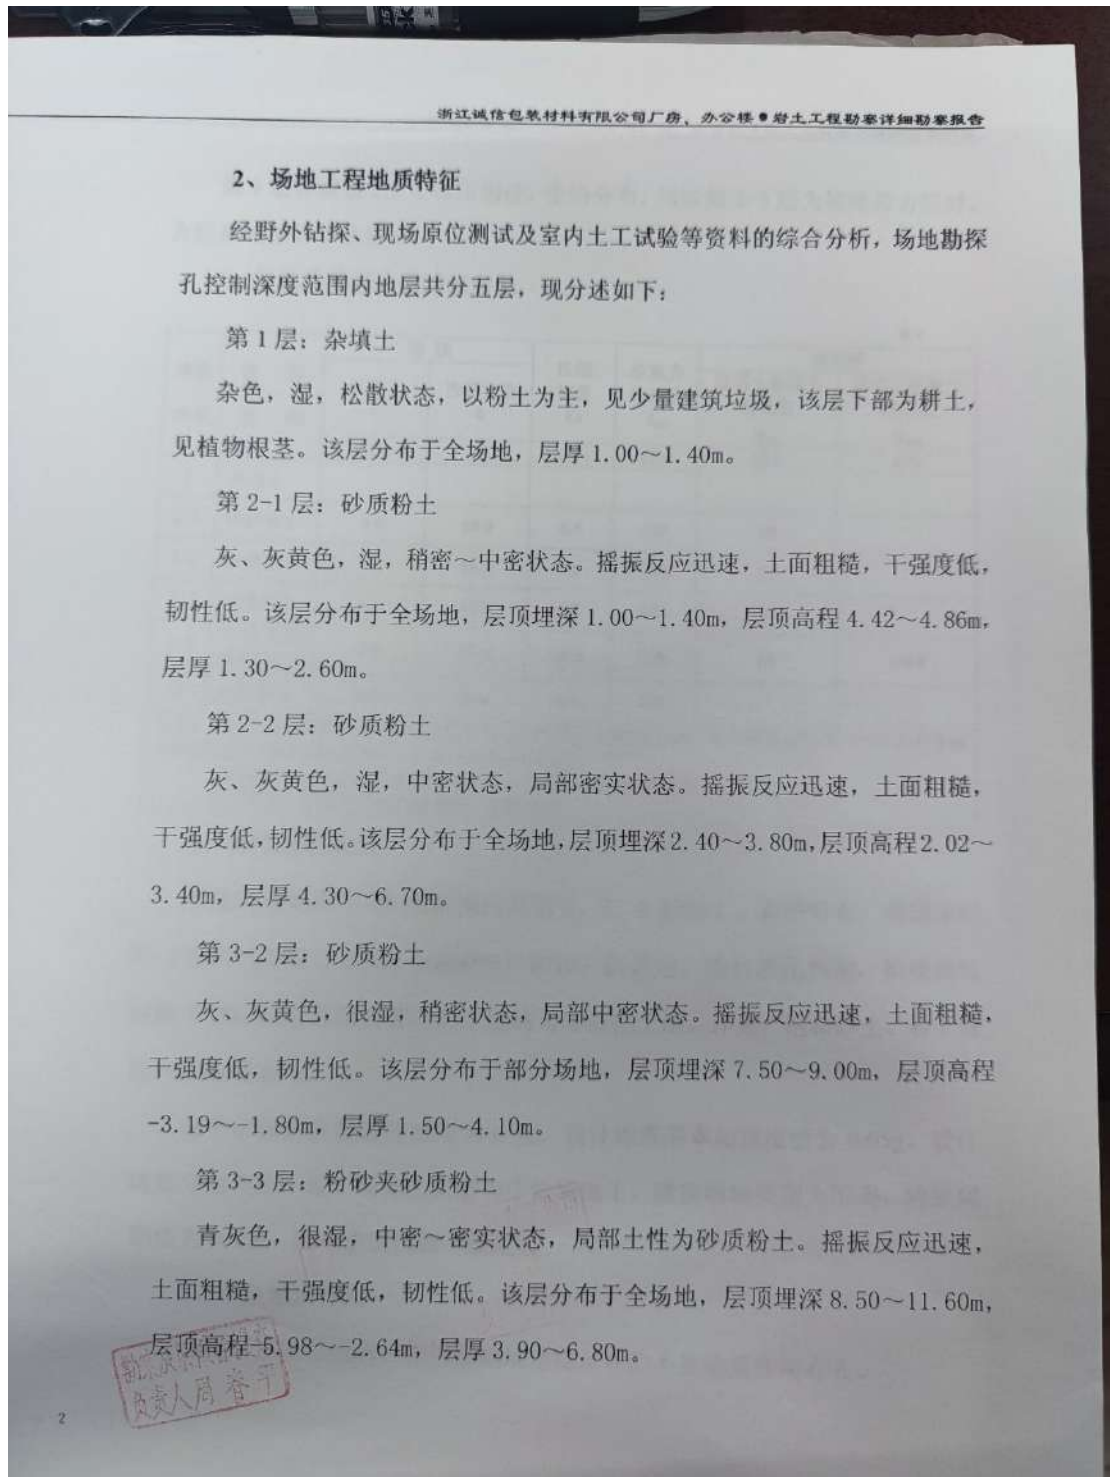 浙江诚信包装材料有限公司厂房、办公楼●岩土工程勘察详细勘察报告
2、场地工程地质特征
经野外钻探、现场原位测试及室内土工试验等资料的综合分析，场地勘探
孔控制深度范围内地层共分五层，现分述如下：
第 1 层：杂填土
杂色，湿，松散状态，以粉土为主，见少量建筑垃圾，该层下部为耕土，
见植物根茎。该层分布于全场地，层厚 1.00～1.40m。
第 2-1 层：砂质粉土
灰、灰黄色，湿，稍密～中密状态。摇振反应迅速，土面粗糙，干强度低，
韧性低。该层分布于全场地，层顶埋深 1.00～1.40m，层顶高程 4.42～4.86m，
层厚 1.30～2.60m。
第 2-2 层：砂质粉土
灰、灰黄色，湿，中密状态，局部密实状态。摇振反应迅速，土面粗糙，
干强度低，韧性低。该层分布于全场地，层顶埋深 2.40～3.80m，层顶高程 2.02～
3.40m，层厚 4.30～6.70m。
第 3-2 层：砂质粉土
灰、灰黄色，很湿，稍密状态，局部中密状态。摇振反应迅速，土面粗糙，
干强度低，韧性低。该层分布于部分场地，层顶埋深 7.50～9.00m，层顶高程
-3.19～-1.80m，层厚 1.50～4.10m。
第 3-3 层：粉砂夹砂质粉土
青灰色，很湿，中密～密实状态，局部土性为砂质粉土。摇振反应迅速，
土面粗糙，干强度低，韧性低。该层分布于全场地，层顶埋深 8.50～11.60m，
层顶高程-5.98～-2.64m，层厚 3.90～6.80m。
负责人周春平
2